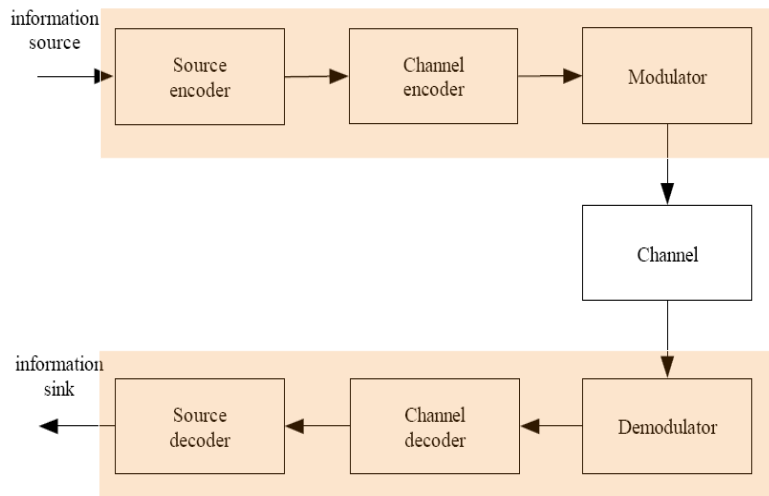 information
source
Source
encoder
Channel
encoder
Modulator
Channel
information
sink
Source
decoder
Channel
decoder
Demodulator